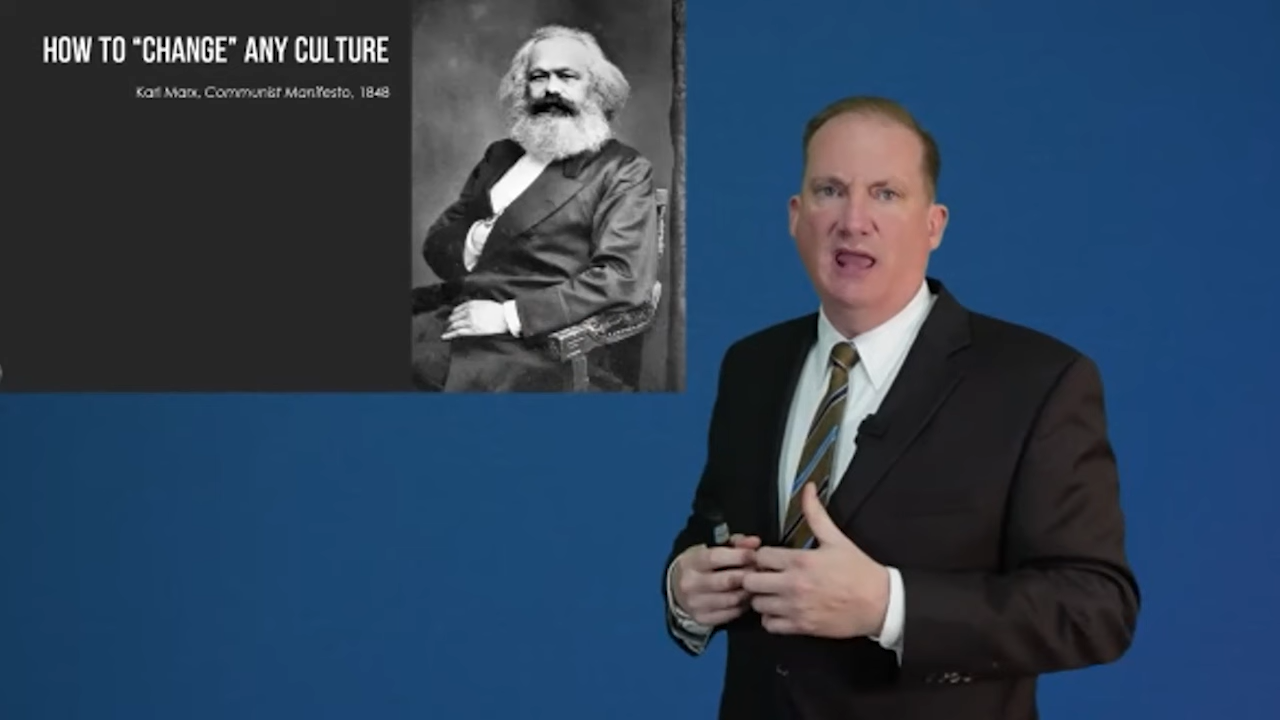 HOW TO “CHANGE” ANY CULTURE
Karl Marx, Communist Manifesto, 1848